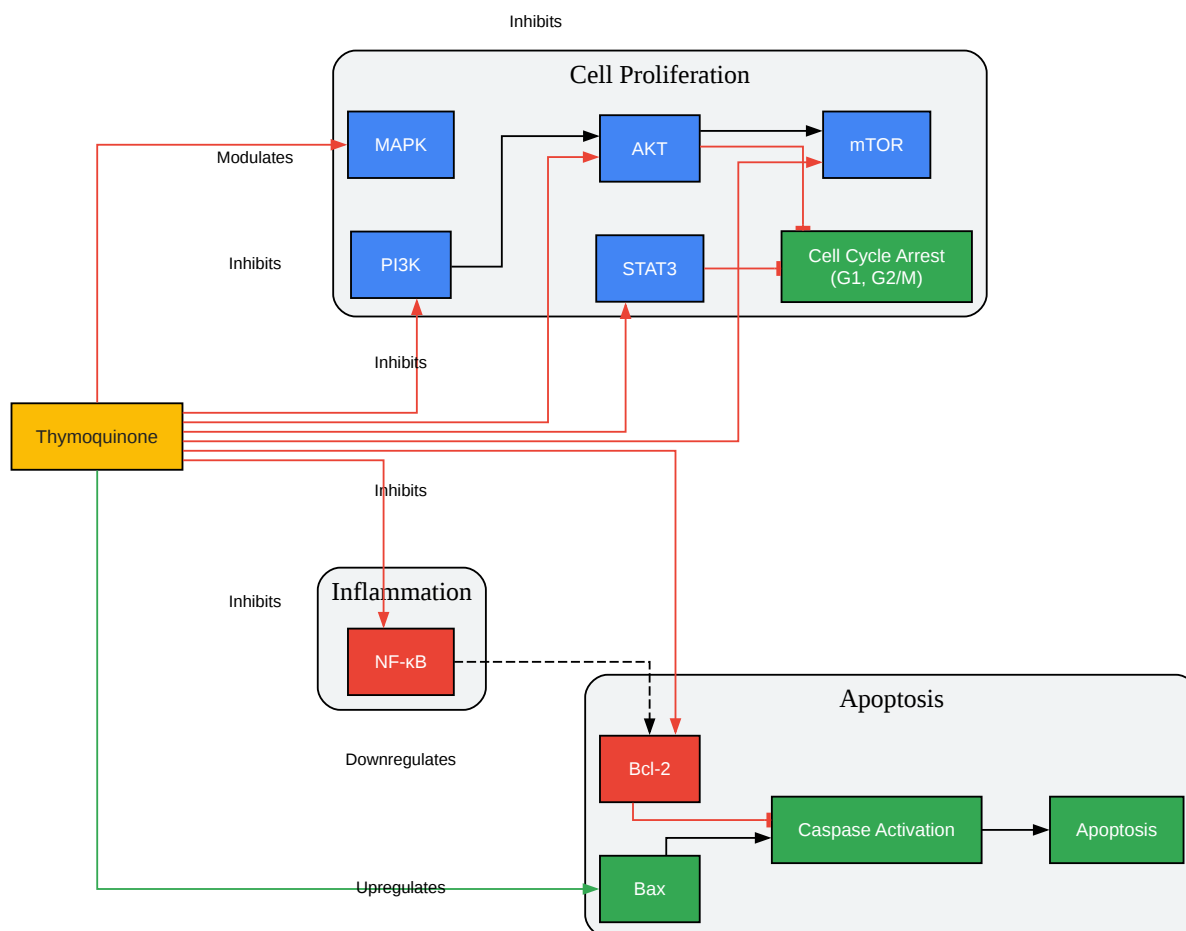 Inhibits
Cell Proliferation
MAPK
AKT
mTOR
Modulates
PI3K
STAT3
Cell Cycle Arrest
(G1, G2/M)
Inhibits
Inhibits
Thymoquinone
Inhibits
Inflammation
Inhibits
NF-κB
Apoptosis
Downregulates
Bcl-2
Caspase Activation
Apoptosis
Upregulates
Bax